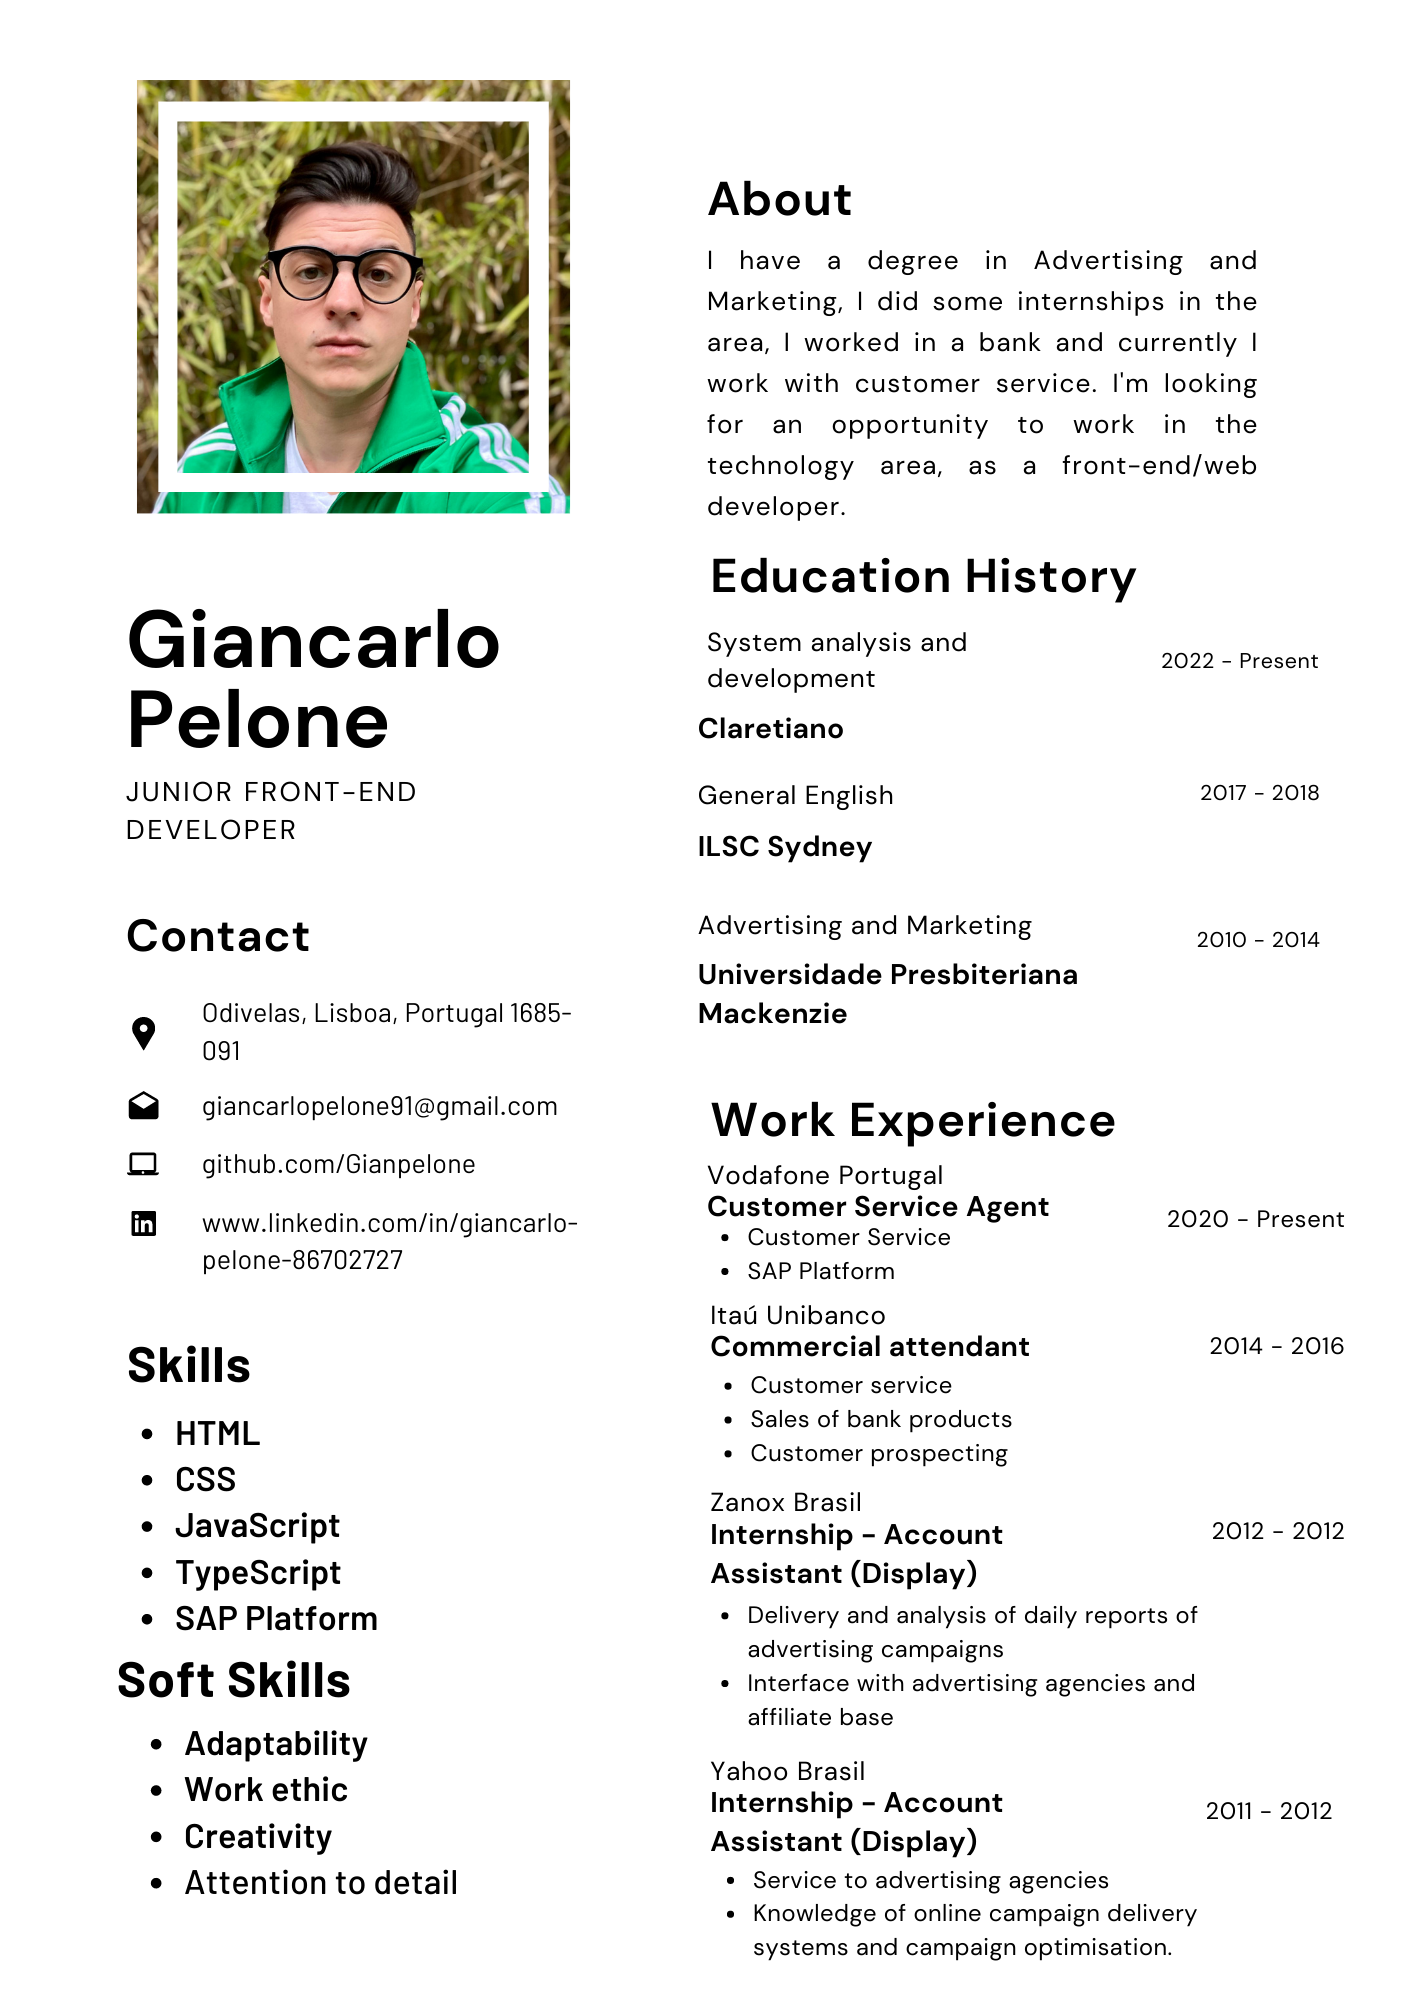 Giancarlo
Pelone
JUNIOR FRONT-END
DEVELOPER
Contact
Odivelas, Lisboa, Portugal 1685-
091
giancarlopelone91@gmail.com
github.com/Gianpelone
www.linkedin.com/in/giancarlo-
pelone-86702727
Skills
• HTML
• CSS
• JavaScript
• TypeScript
• SAP Platform
Soft Skills
• Adaptability
• Work ethic
• Creativity
• Attention to detail
About
I have a degree in Advertising and
Marketing, I did some internships in the
area, I worked in a bank and currently I
work with customer service. I'm looking
for an opportunity to work in the
technology area, as a front-end/web
developer.
Education History
System analysis and
development
2022 - Present
Claretiano
General English
2017 - 2018
ILSC Sydney
Advertising and Marketing
2010 - 2014
Universidade Presbiteriana
Mackenzie
Work Experience
Vodafone Portugal
Customer Service Agent
2020 - Present
• Customer Service
• SAP Platform
Itaú Unibanco
Commercial attendant
2014 - 2016
• Customer service
• Sales of bank products
• Customer prospecting
Zanox Brasil
Internship - Account
2012 - 2012
Assistant (Display)
• Delivery and analysis of daily reports of
advertising campaigns
• Interface with advertising agencies and
affiliate base
Yahoo Brasil
Internship - Account
2011 - 2012
Assistant (Display)
• Service to advertising agencies
• Knowledge of online campaign delivery
systems and campaign optimisation.